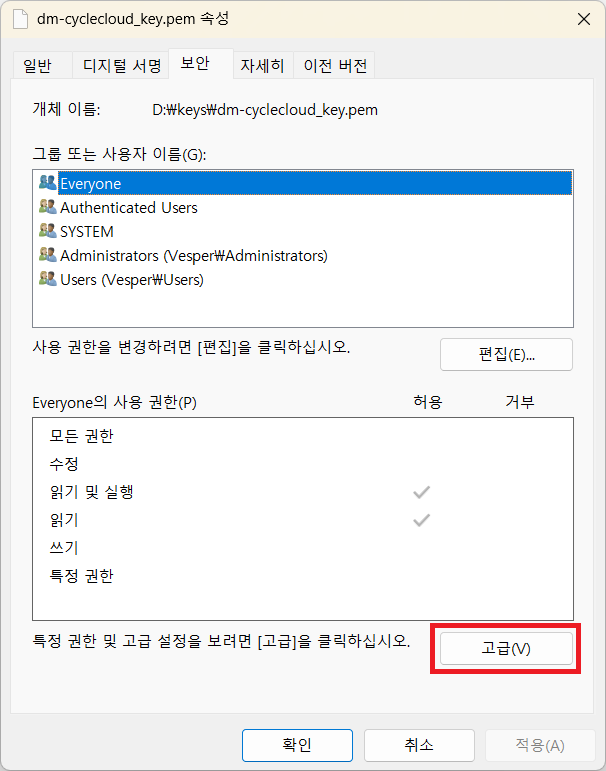 dm-cyclecloud_key.pem 속성
일반 디지털 서명 보안 자세히 이전 버전
개체 이름: D:₩keys₩dm-cyclecloud_key.pem
그룹 또는 사용자 이름(G):
Everyone
Authenticated Users
SYSTEM
Administrators (Vesper₩Administrators)
Users (Vesper₩Users)
사용 권한을 변경하려면 [편집]을 클릭하십시오.
편집(E)...
Everyone의 사용 권한(P) 허용 거부
모든 권한
수정
읽기 및 실행
읽기
쓰기
특정 권한
특정 권한 및 고급 설정을 보려면 [고급]을 클릭하십시오.
고급(V)
확인 취소 적용(A)